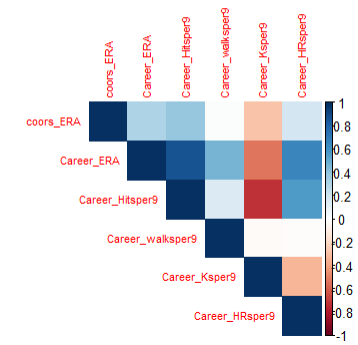 coors_ERA
Career_ERA
Career_Hitsper9
Career_walksper9
Career_Ksper9
Career_HRsper9
coors_ERA
Career_ERA
Career_Hitsper9
Career_walksper9
Career_Ksper9
Career_HRsper9
1
0.8
0.6
0.4
0.2
0
-0.2
-0.4
-0.6
-0.8
-1